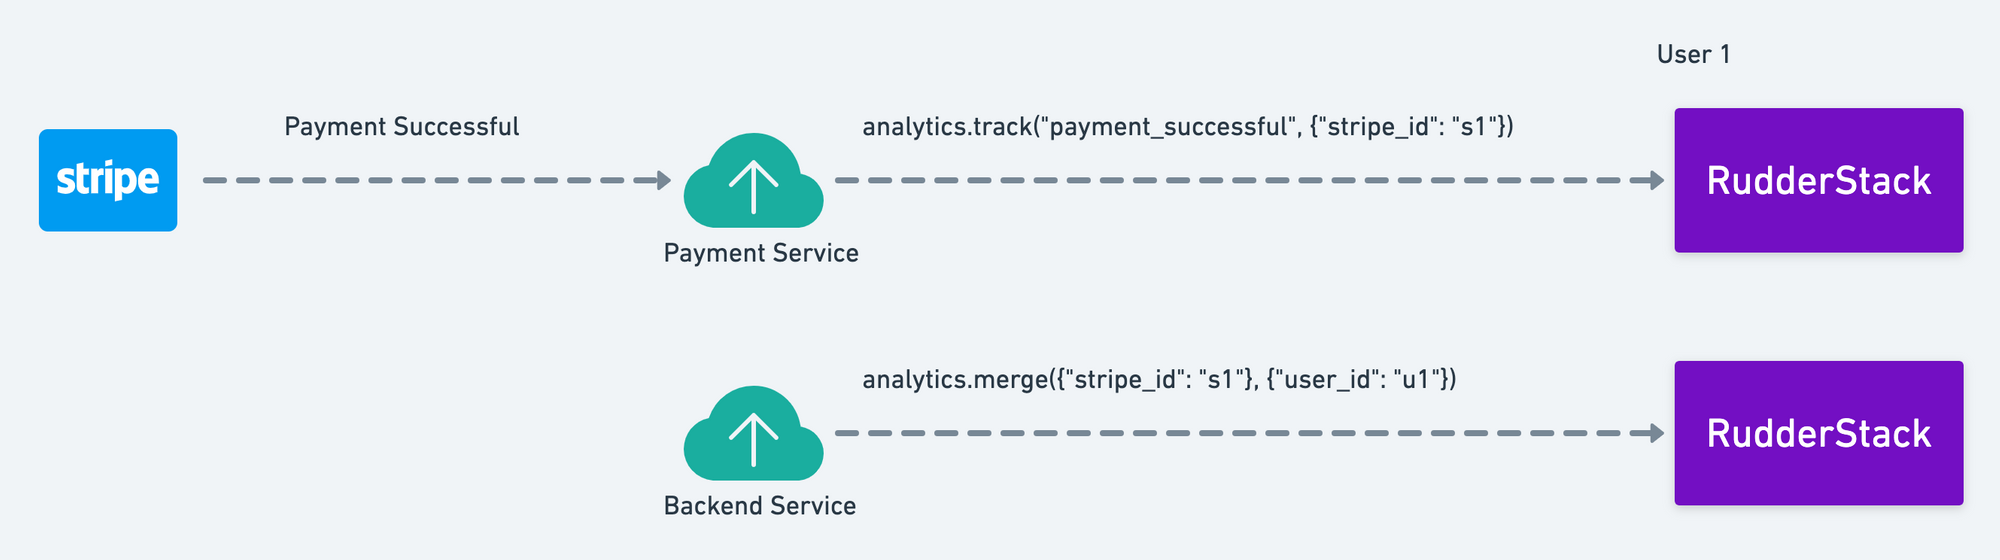 User 1
Payment Successful
analytics.track("payment_successful", {"stripe_id": "s1"})
stripe
RudderStack
Payment Service
analytics.merge({"stripe_id": "s1"}, {"user_id": "u1"})
RudderStack
Backend Service